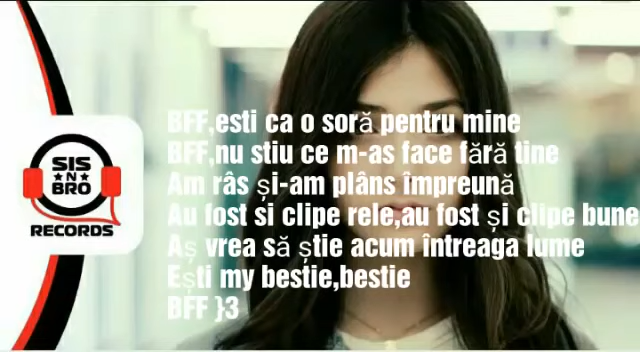 SIS
N
BRO
RECORDS
BFF,esti ca o soră pentru mine
BFF,nu stiu ce m-as face fără tine
Am râs și-am plâns împreună
Au fost si clipe rele,au fost și clipe bune
Aș vrea să știe acum întreaga lume
Ești my bestie,bestie
BFF }3